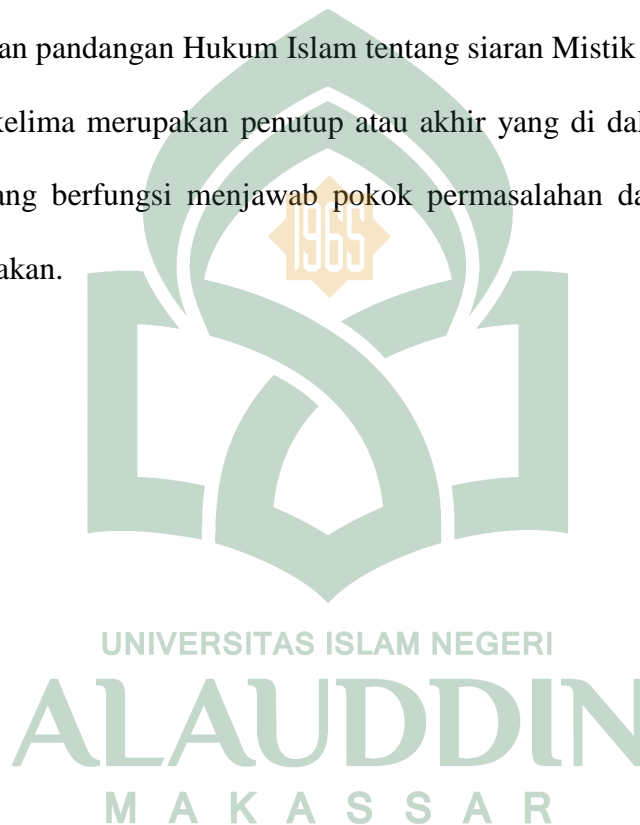 an pandangan Hukum Islam tentang siaran Mistik
kelima merupakan penutup atau akhir yang di dal
ang berfungsi menjawab pokok permasalahan da
akan.
1965
UNIVERSITAS ISLAM NEGERI
ALAUDDIN
MAKASSAR